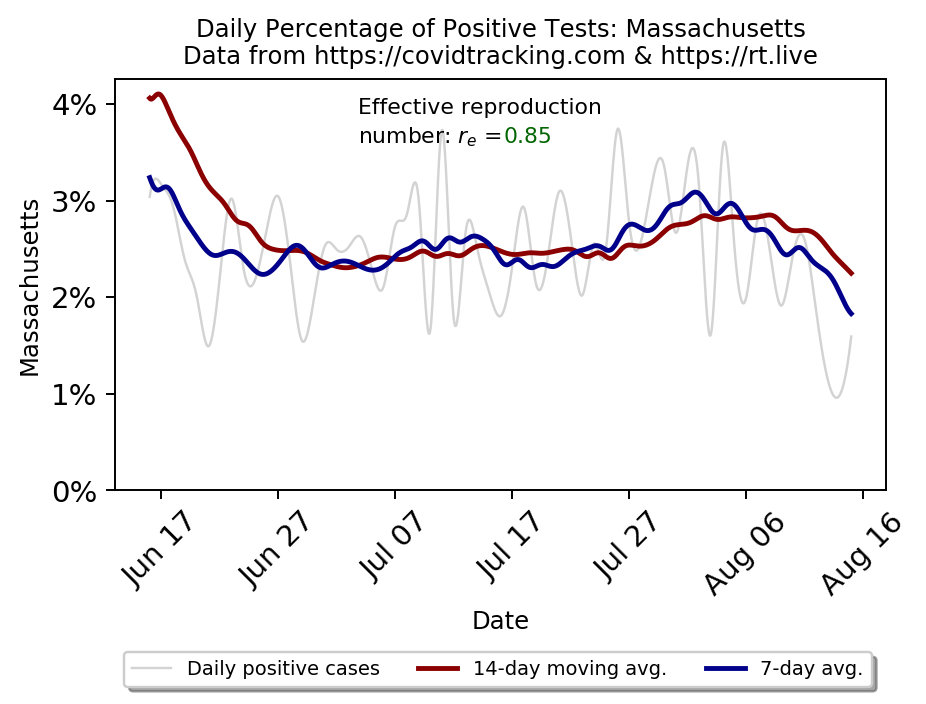 Daily Percentage of Positive Tests: Massachusetts
Data from https://covidtracking.com & https://rt.live
Effective reproduction
number: rₑ =0.85
4%
3%
2%
1%
0%
Massachusetts
Jun 17
Jun 27
Jul 07
Jul 17
Jul 27
Aug 06
Aug 16
Date
Daily positive cases
14-day moving avg.
7-day avg.